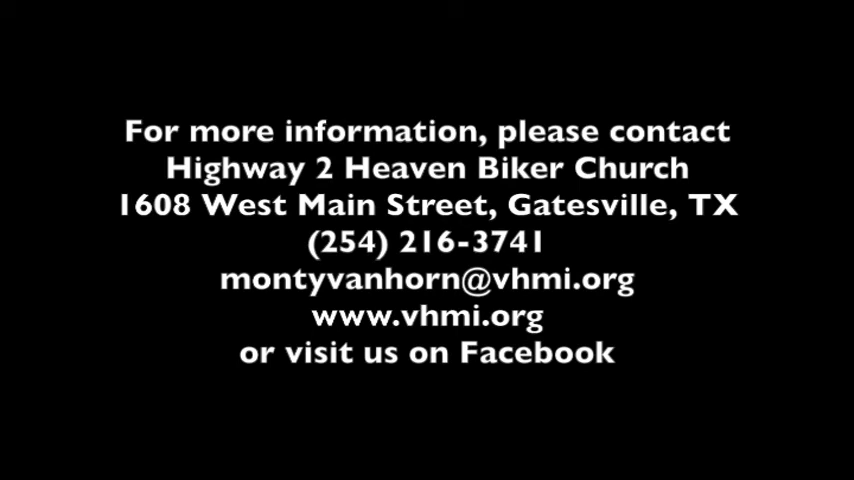 For more information, please contact
Highway 2 Heaven Biker Church
1608 West Main Street, Gatesville, TX
(254) 216-3741
montyvanhorn@vhmi.org
www.vhmi.org
or visit us on Facebook